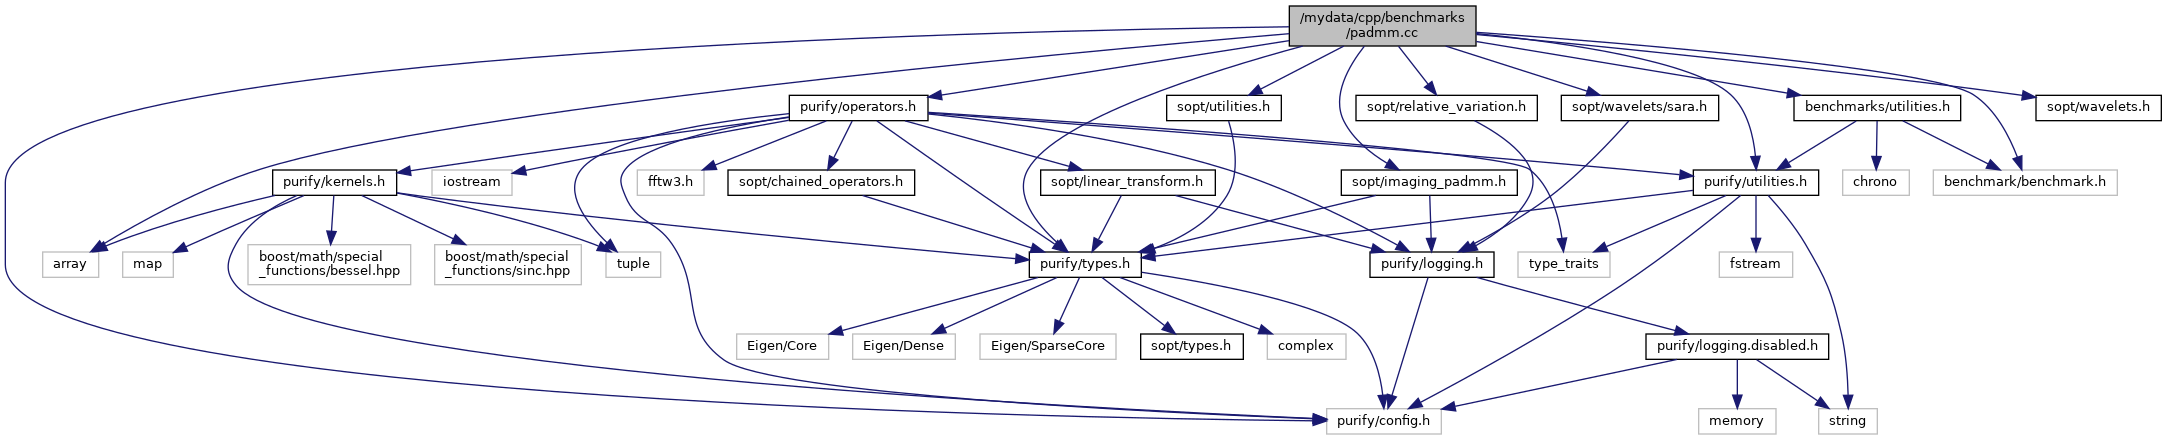 /mydata/cpp/benchmarks
/padmm.cc
purify/operators.h
sopt/utilities.h
sopt/relative_variation.h
sopt/wavelets/sara.h
benchmarks/utilities.h
sopt/wavelets.h
purify/kernels.h
iostream
fftw3.h
sopt/chained_operators.h
sopt/linear_transform.h
sopt/imaging_padmm.h
purify/utilities.h
chrono
benchmark/benchmark.h
array
map
boost/math/special
_functions/bessel.hpp
boost/math/special
_functions/sinc.hpp
tuple
purify/types.h
purify/logging.h
type_traits
fstream
Eigen/Core
Eigen/Dense
Eigen/SparseCore
sopt/types.h
complex
purify/logging.disabled.h
purify/config.h
memory
string